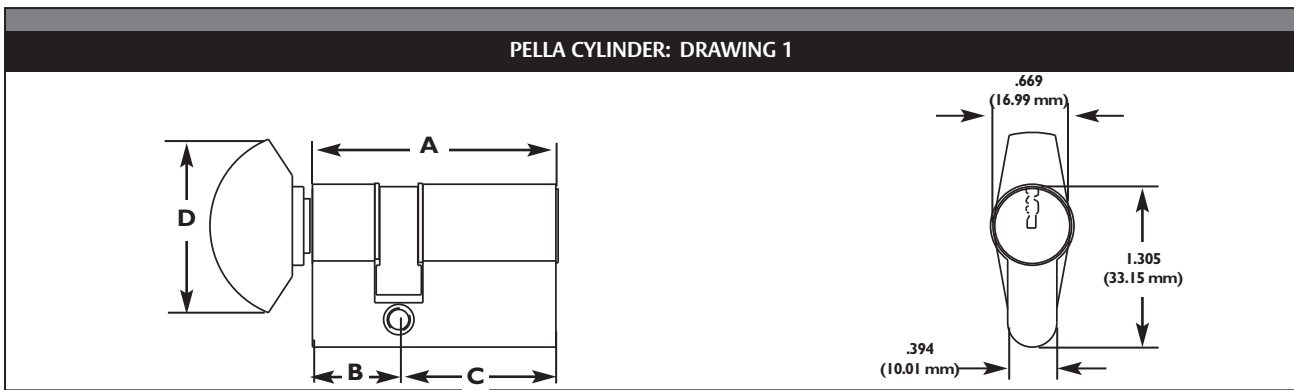 PELLA CYLINDER: DRAWING 1
A
D
B
C
.669
(16.99 mm)
1.305
(33.15 mm)
.394
(10.01 mm)